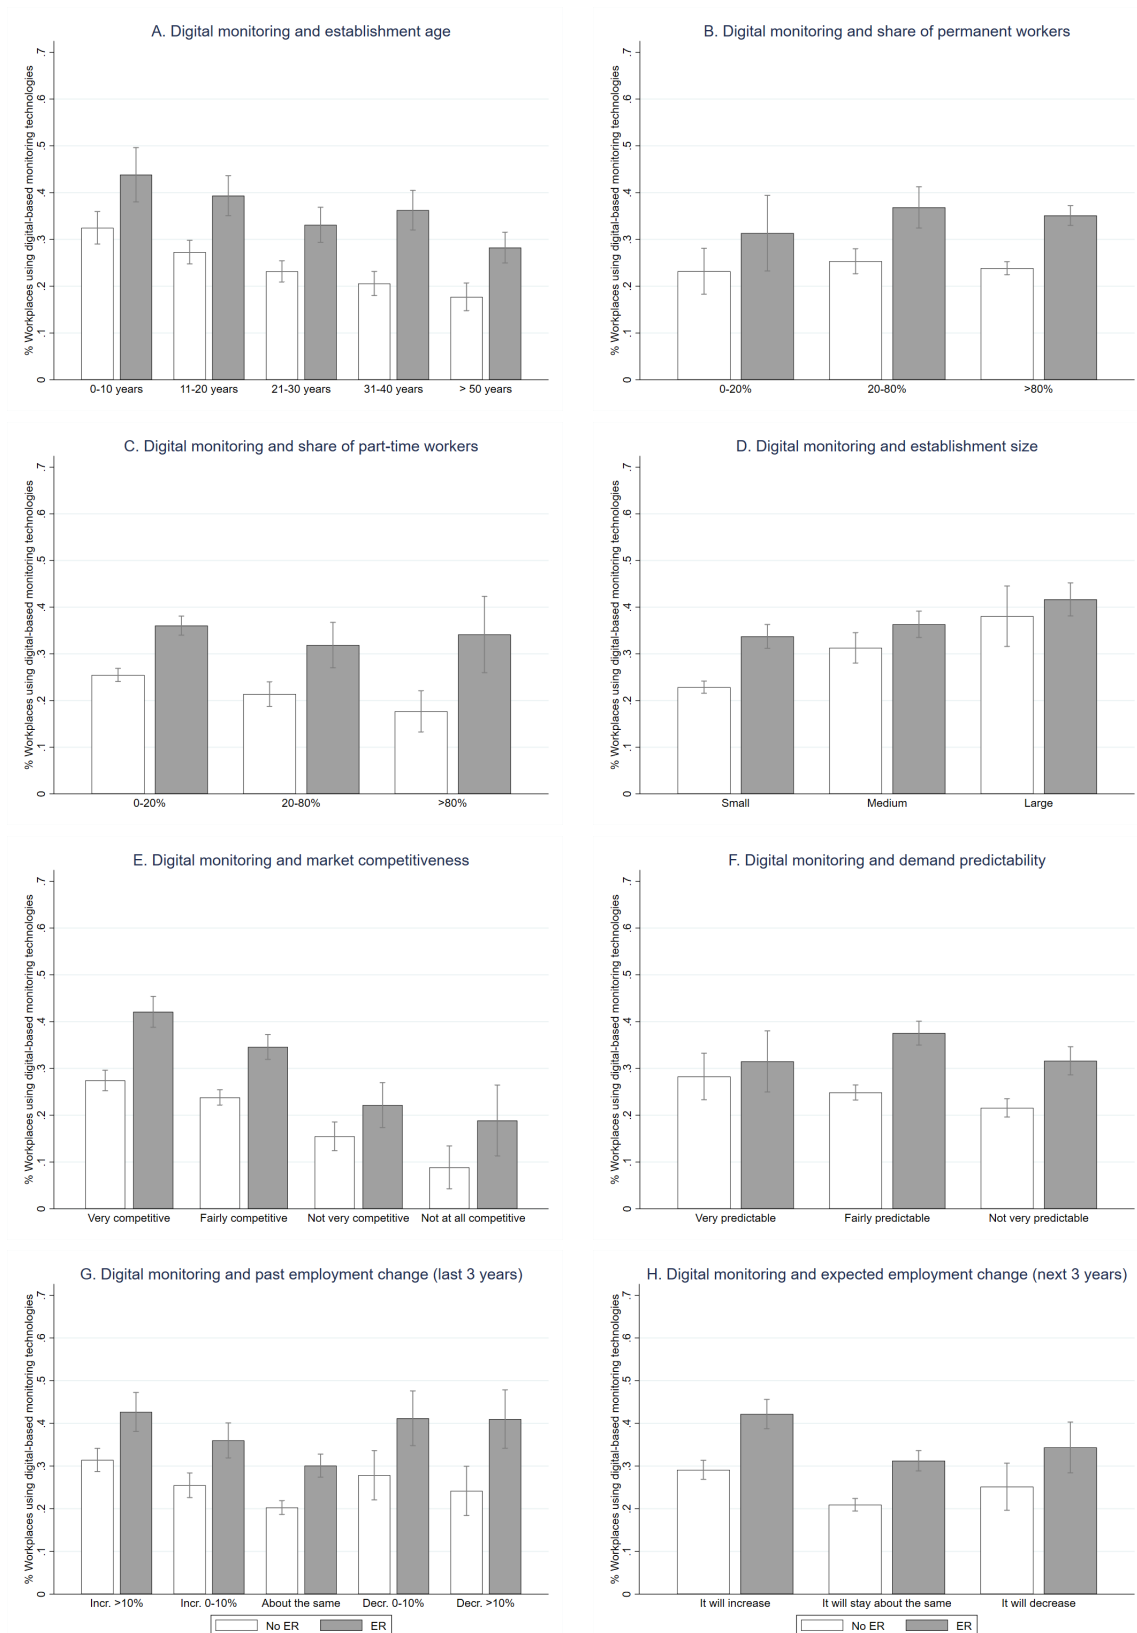 A. Digital monitoring and establishment age
% Workplaces using digital-based monitoring technologies
0 .1 .2 .3 .4 .5 .6 .7
0-10 years 11-20 years 21-30 years 31-40 years > 50 years
B. Digital monitoring and share of permanent workers
% Workplaces using digital-based monitoring technologies
0 .1 .2 .3 .4 .5 .6 .7
0-20% 20-80% >80%
C. Digital monitoring and share of part-time workers
% Workplaces using digital-based monitoring technologies
0 .1 .2 .3 .4 .5 .6 .7
0-20% 20-80% >80%
D. Digital monitoring and establishment size
% Workplaces using digital-based monitoring technologies
0 .1 .2 .3 .4 .5 .6 .7
Small Medium Large
E. Digital monitoring and market competitiveness
% Workplaces using digital-based monitoring technologies
0 .1 .2 .3 .4 .5 .6 .7
Very competitive Fairly competitive Not very competitive Not at all competitive
F. Digital monitoring and demand predictability
% Workplaces using digital-based monitoring technologies
0 .1 .2 .3 .4 .5 .6 .7
Very predictable Fairly predictable Not very predictable
G. Digital monitoring and past employment change (last 3 years)
% Workplaces using digital-based monitoring technologies
0 .1 .2 .3 .4 .5 .6 .7
Incr. >10% Incr. 0-10% About the same Decr. 0-10% Decr. >10%
No ER ER
H. Digital monitoring and expected employment change (next 3 years)
% Workplaces using digital-based monitoring technologies
0 .1 .2 .3 .4 .5 .6 .7
It will increase It will stay about the same It will decrease
No ER ER